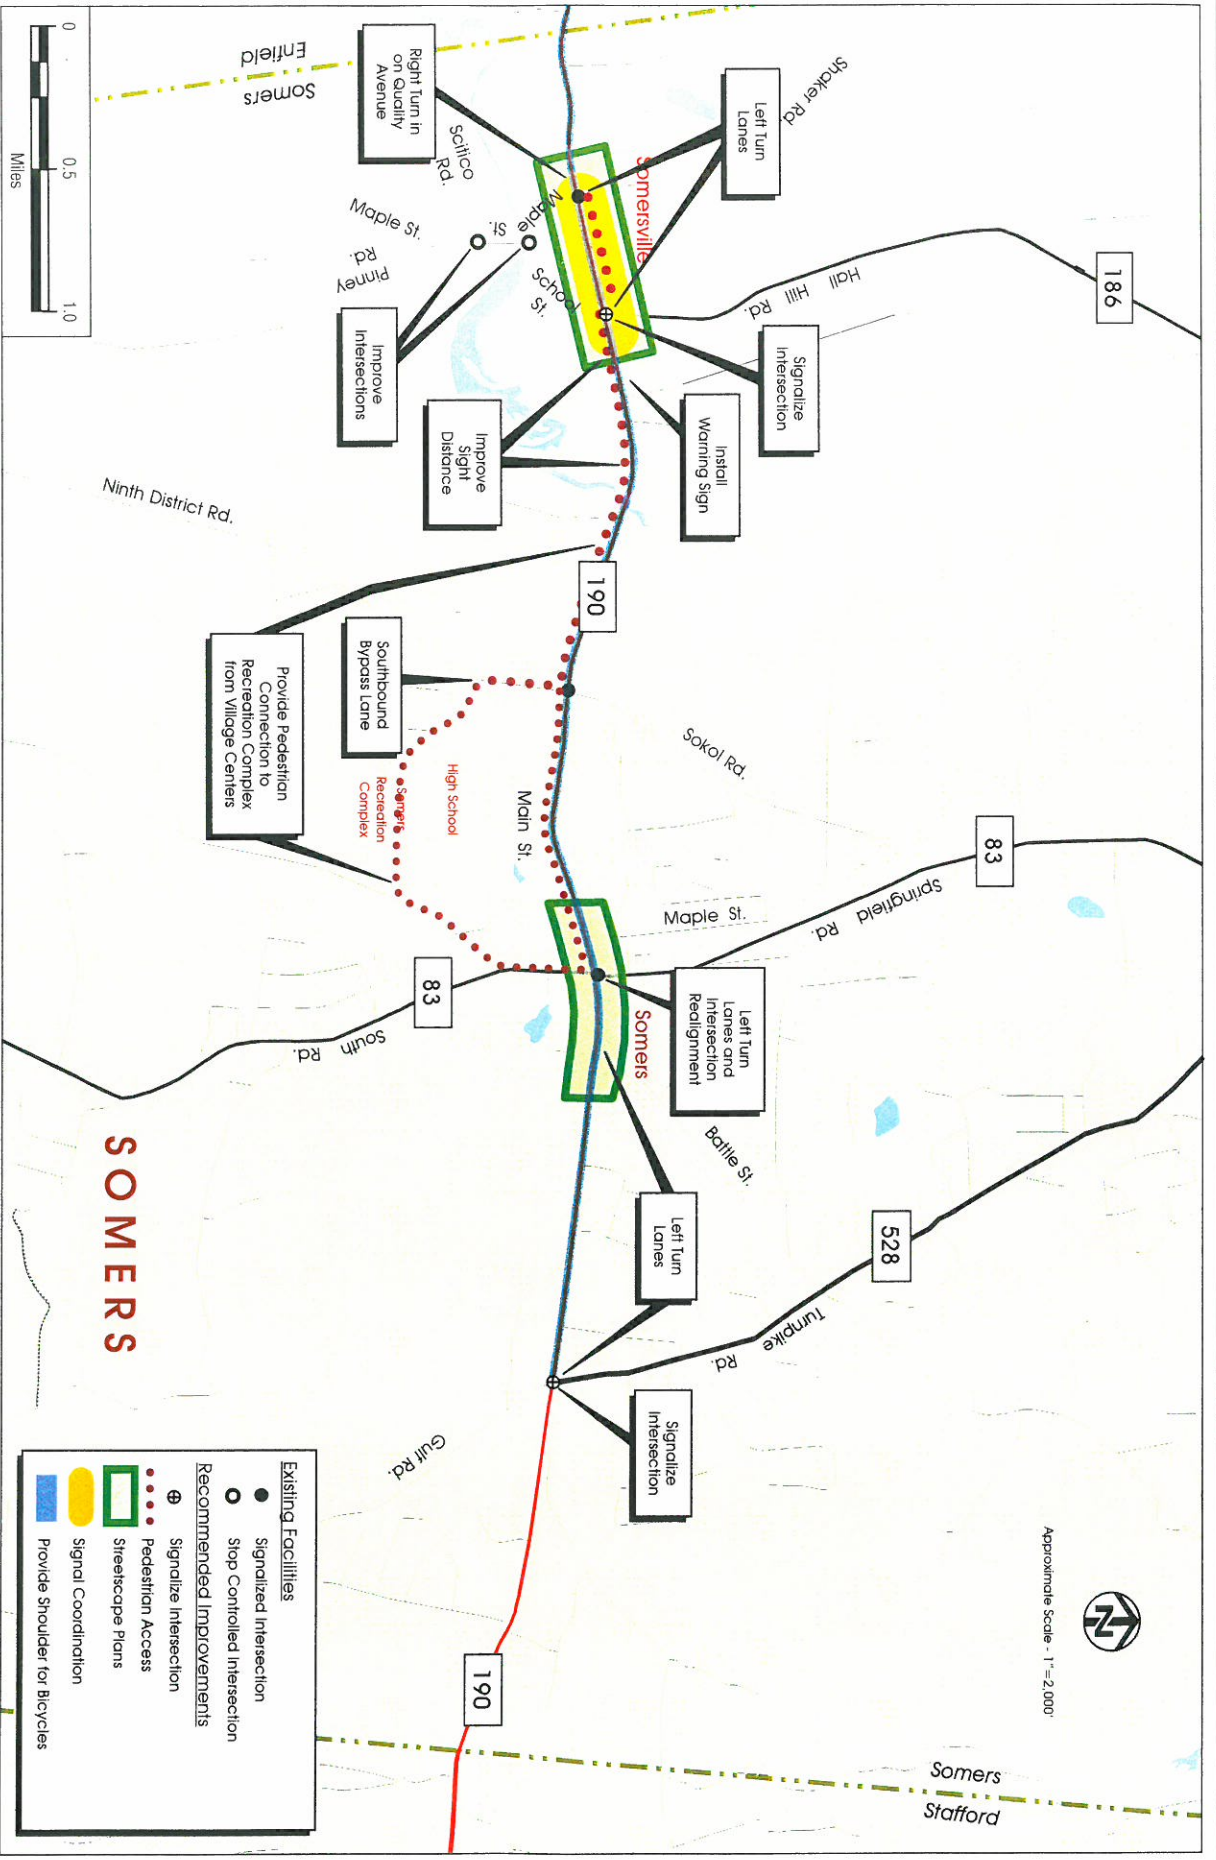 Enfield
Somers
Right Turn in
on Quality
Avenue
Scitico
Rd.
Maple St.
Pinney
Rd.
Maple
St.
School
St.
Somersville
Left Turn
Lanes
Shaker Rd.
Hall Hill Rd.
186
Signalize
Intersection
Install
Warning Sign
Improve
Intersections
Improve
Sight
Distance
Ninth District Rd.
190
Southbound
Bypass Lane
Provide Pedestrian
Connection to
Recreation Complex
from Village Centers
High School
Somers
Recreation
Complex
Main St.
Sokol Rd.
83
Springfield Rd.
Maple St.
Left Turn
Lanes and
Intersection
Realignment
Somers
83
South Rd.
Battle St.
Left Turn
Lanes
528
Turnpike Rd.
Signalize
Intersection
Gulf Rd.
190
SOMERS
Somers
Stafford
N
Approximate Scale - 1"=2,000'
0 0.5 1.0
Miles
Existing Facilities
Signalized Intersection
Stop Controlled Intersection
Recommended Improvements
Signalize Intersection
Pedestrian Access
Streetscape Plans
Signal Coordination
Provide Shoulder for Bicycles